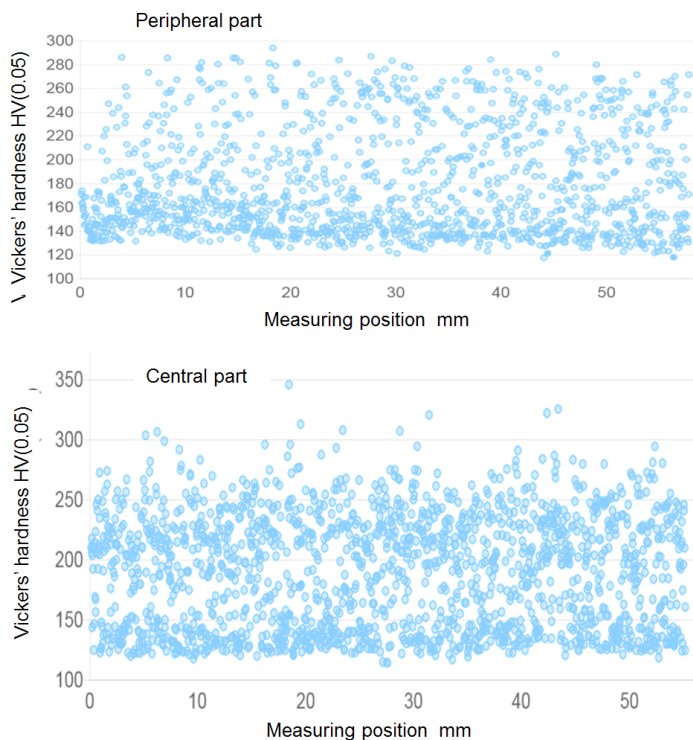 Peripheral part
Vickers' hardness HV(0.05)
300
280
260
240
220
200
180
160
140
120
100
0 10 20 30 40 50
Measuring position mm
Central part
Vickers' hardness HV(0.05)
350
300
250
200
150
100
0 10 20 30 40 50
Measuring position mm